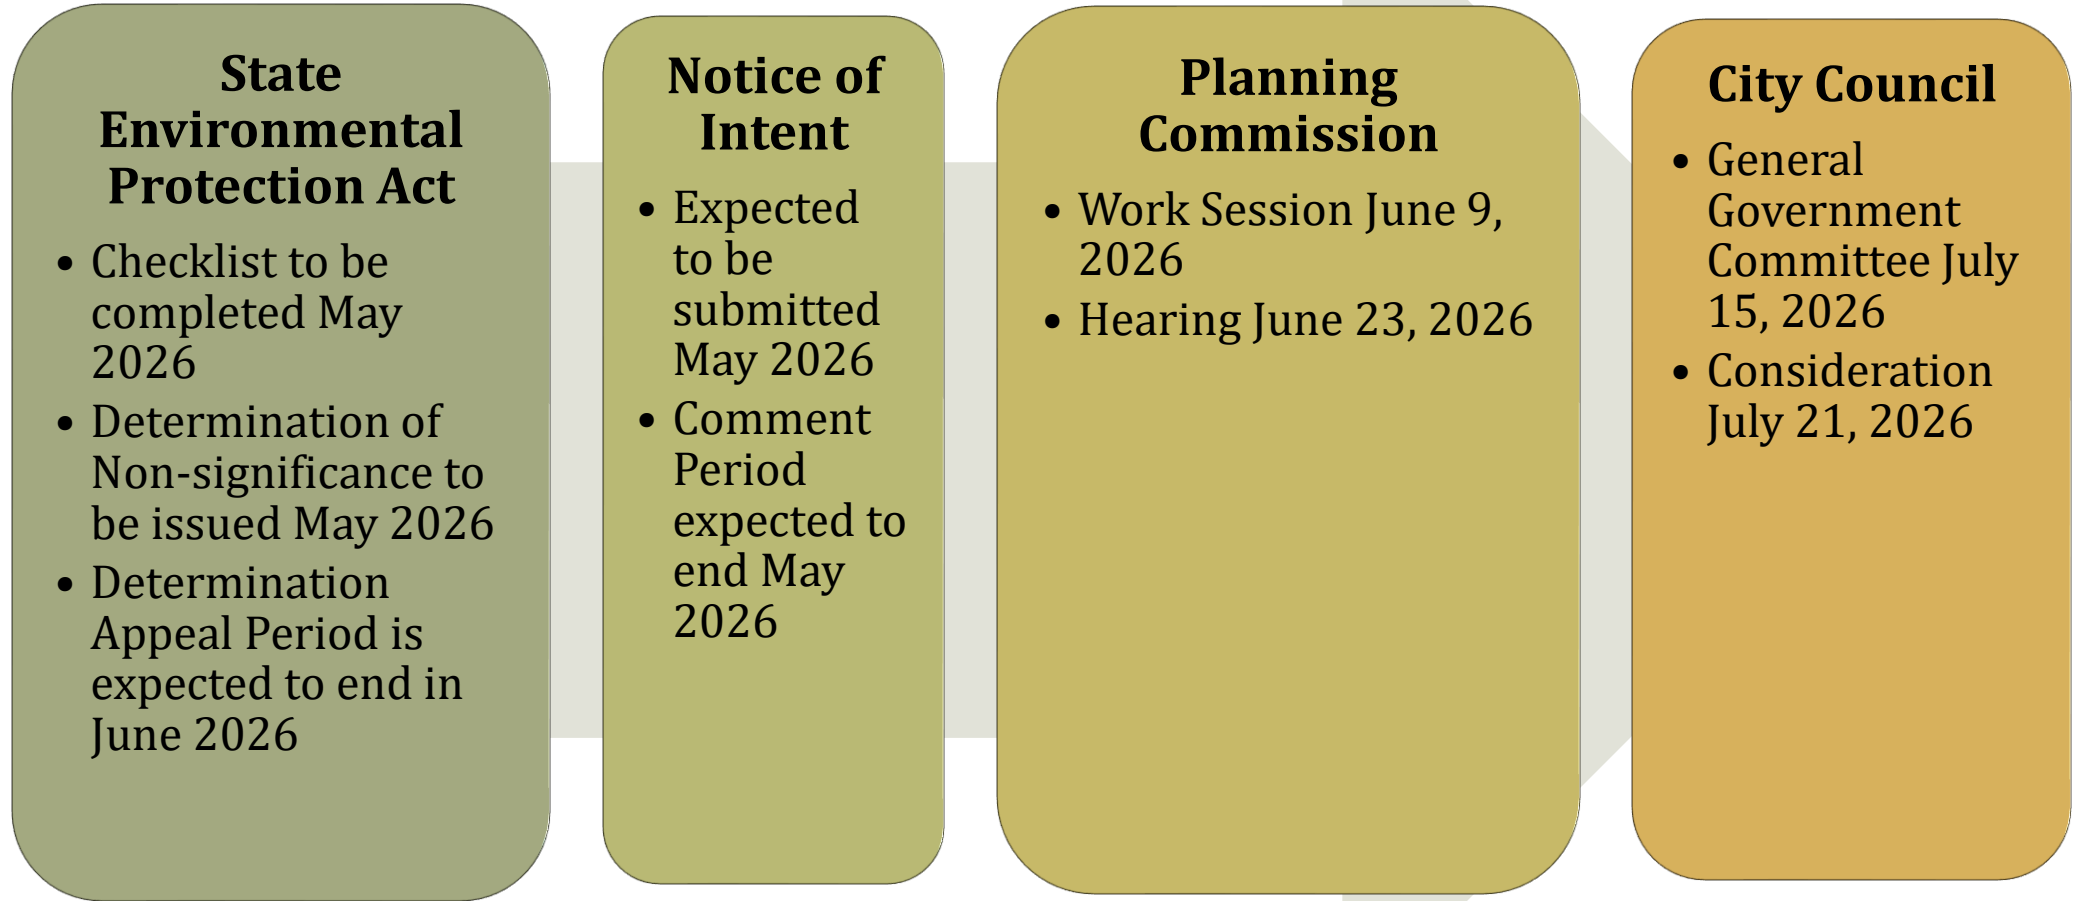 State
Environmental
Protection Act
• Checklist to be
completed May
2026
• Determination of
Non-significance to
be issued May 2026
• Determination
Appeal Period is
expected to end in
June 2026
Notice of
Intent
• Expected
to be
submitted
May 2026
• Comment
Period
expected to
end May
2026
Planning
Commission
• Work Session June 9,
2026
• Hearing June 23, 2026
City Council
• General
Government
Committee July
15, 2026
• Consideration
July 21, 2026